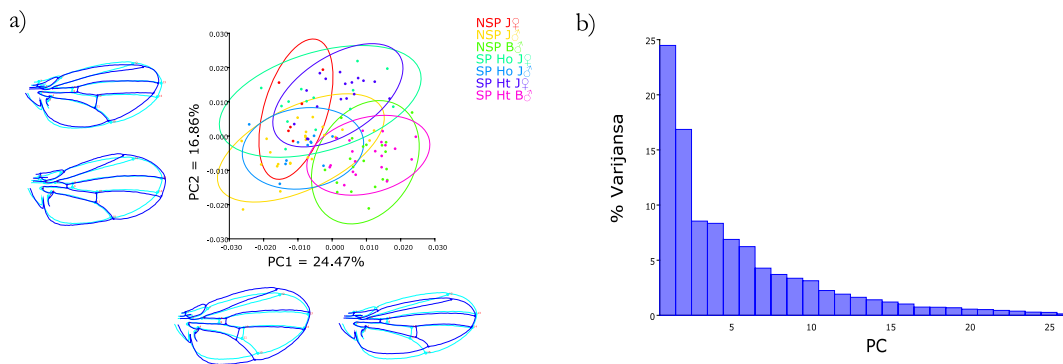 a)
NSP J♀
NSP J♂
NSP B♂
SP Ho J♀
SP Ho J♂
SP Ht J♀
SP Ht B♂
0.030
0.020
0.010
0.000
-0.010
-0.020
-0.030
PC2 = 16.86%
-0.030 -0.020 -0.010 0.000 0.010 0.020 0.030
PC1 = 24.47%
b)
25
20
15
10
5
0
% Varijansa
5 10 15 20 25
PC